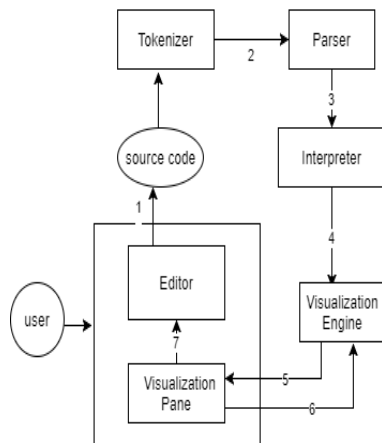 Tokenizer
2
Parser
3
source code
Interpreter
1
4
Editor
user
Visualization
Engine
7
Visualization
Pane
5
6